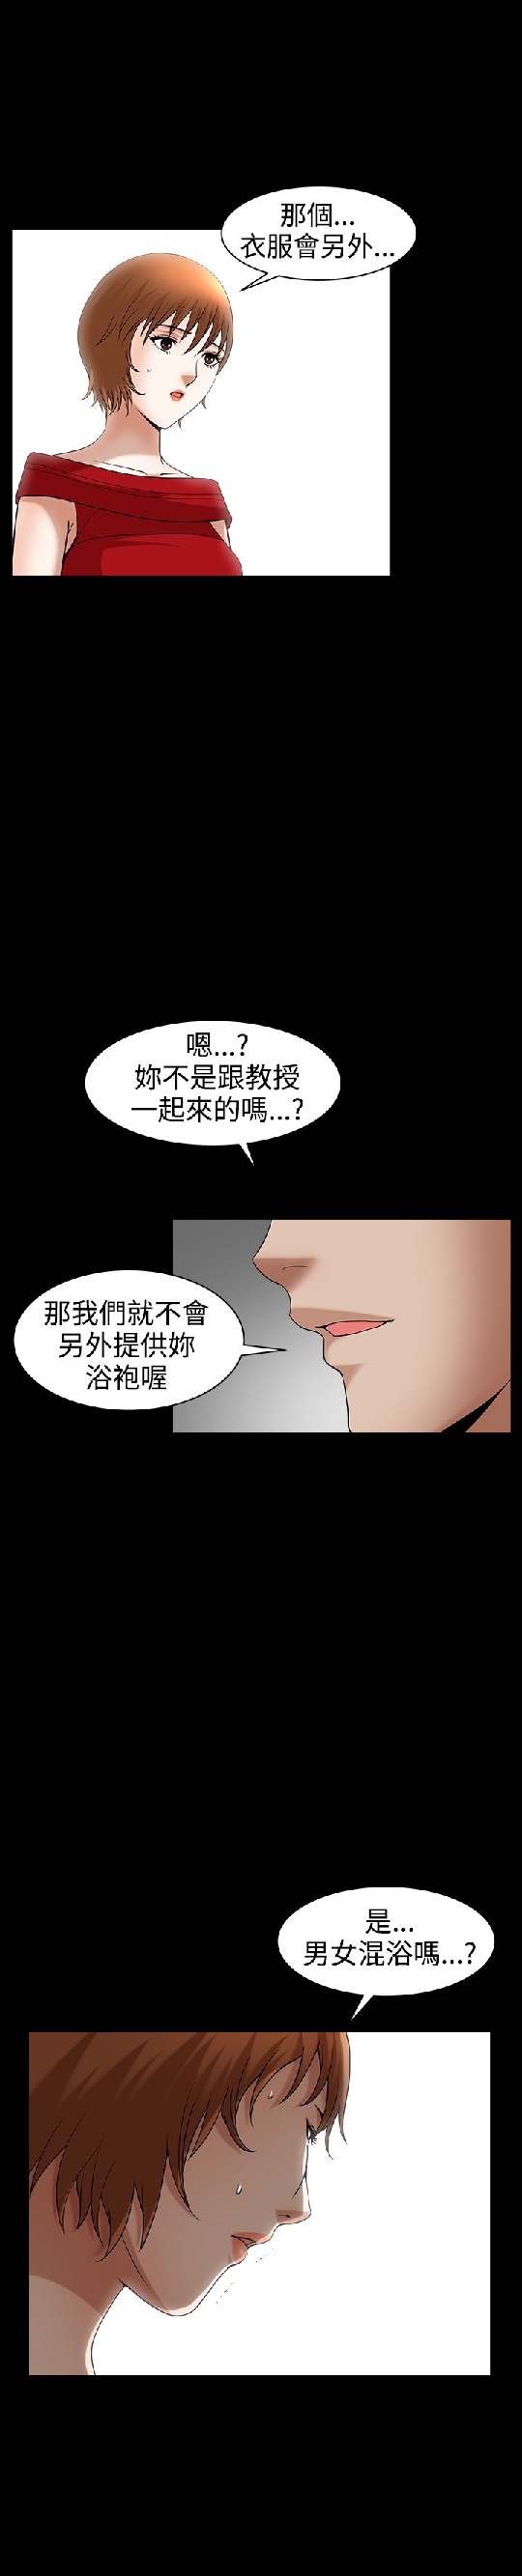 那個...
衣服會另外...
嗯...?
妳不是跟教授
一起來的嗎...?
那我們就不會
另外提供妳
浴袍喔
是...
男女混浴嗎...?